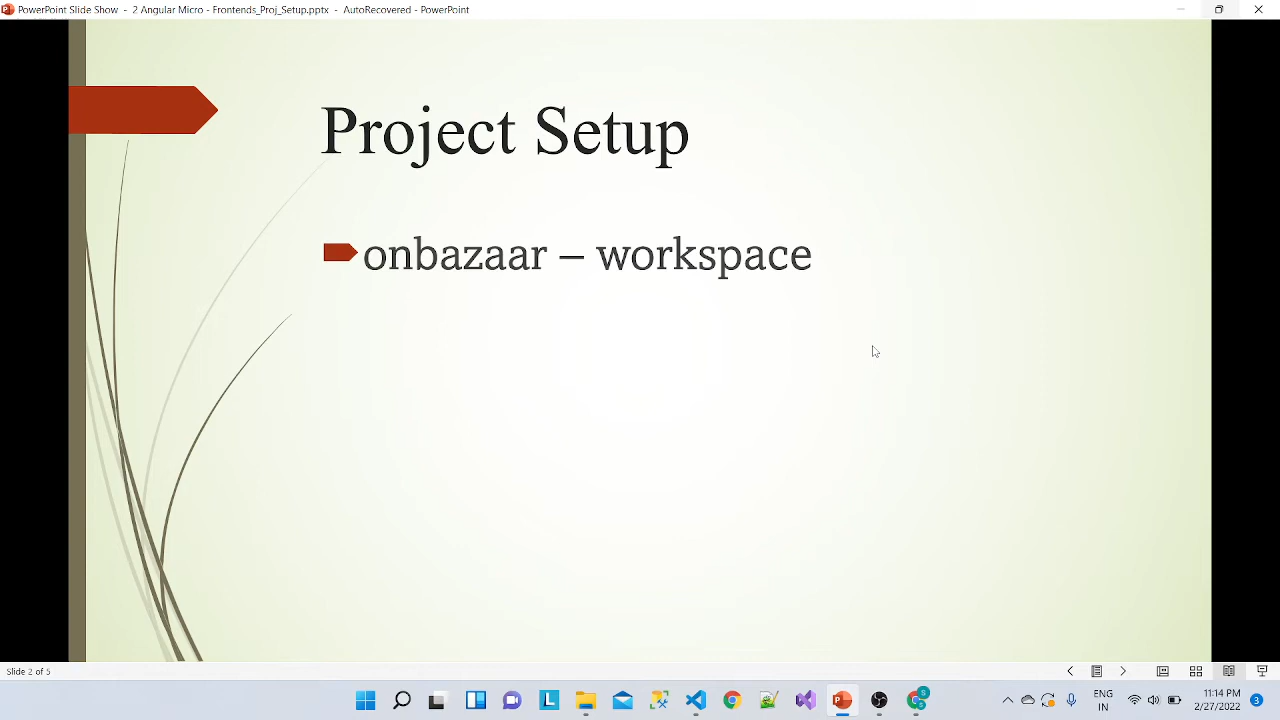 PowerPoint Slide Show - 2 Angular Micro - Frontends_Proj_Setup.pptx - AutoRecovered - PowerPoint
Project Setup
onbazaar – workspace
Slide 2 of 5
ENG
IN
11:14 PM
2/27/2022
3